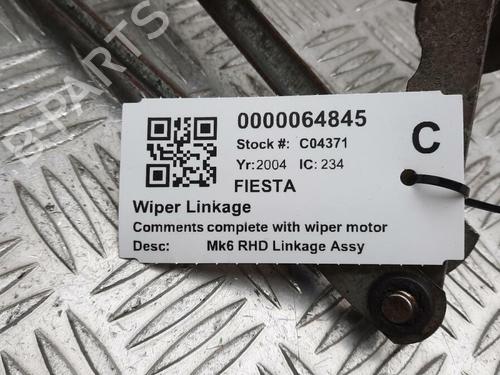 B-PARTS
0000064845
C
Stock #: C04371
Yr: 2004 IC: 234
FIESTA
Wiper Linkage
Comments complete with wiper motor
Desc: Mk6 RHD Linkage Assy